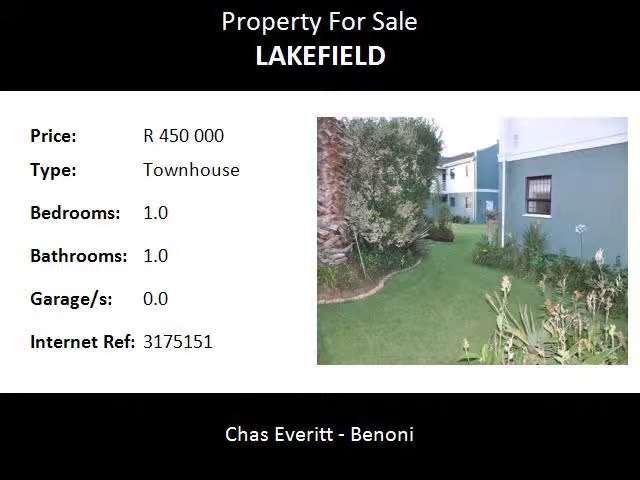 Property For Sale
LAKEFIELD
Price: R 450 000
Type: Townhouse
Bedrooms: 1.0
Bathrooms: 1.0
Garage/s: 0.0
Internet Ref: 3175151
Chas Everitt - Benoni